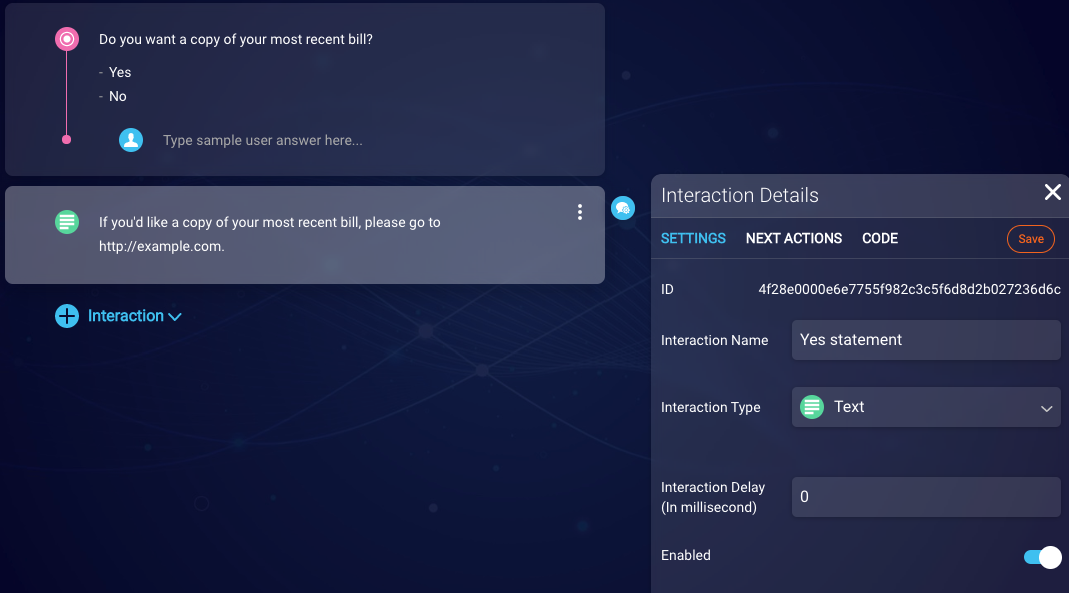 Do you want a copy of your most recent bill?
- Yes
- No
Type sample user answer here...
If you'd like a copy of your most recent bill, please go to
http://example.com.
Interaction
Interaction Details
SETTINGS NEXT ACTIONS CODE Save
ID 4f28e0000e6e7755f982c3c5f6d8d2b027236d6c
Interaction Name Yes statement
Interaction Type Text
Interaction Delay
(In millisecond) 0
Enabled